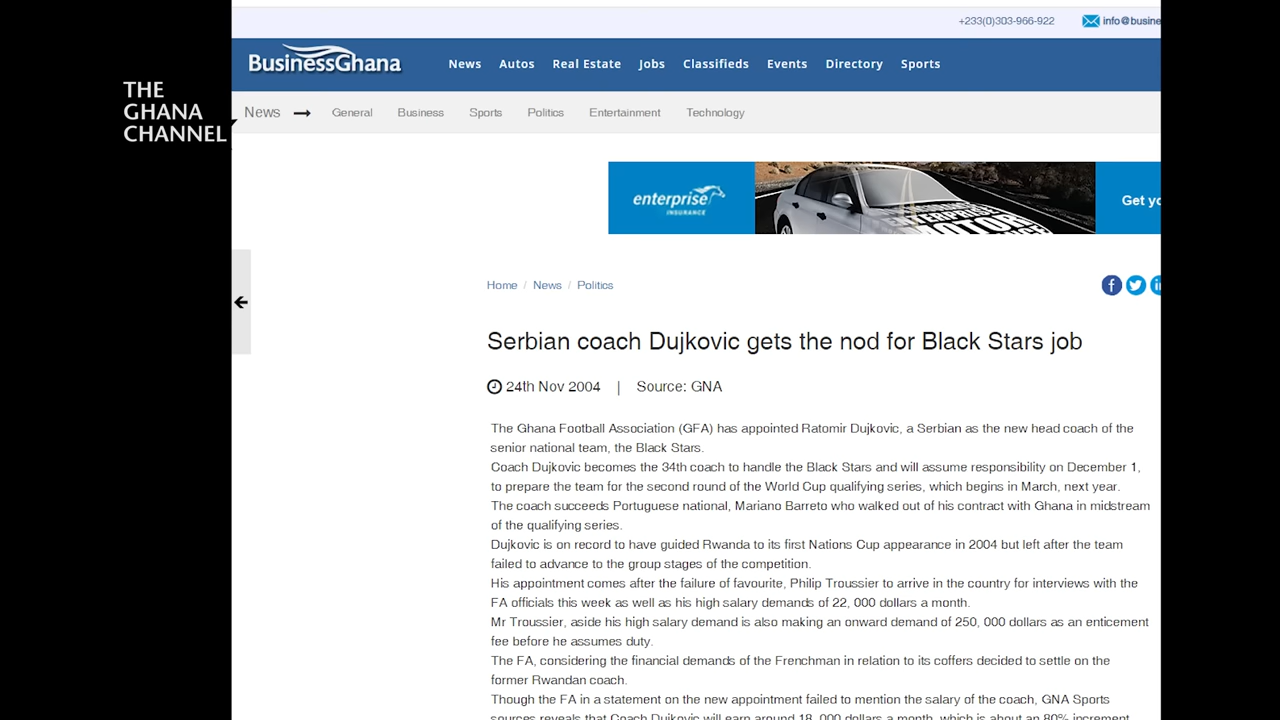 +233(0)303-966-922 info@busine
BusinessGhana News Autos Real Estate Jobs Classifieds Events Directory Sports
THE
GHANA
CHANNEL
News General Business Sports Politics Entertainment Technology
enterprise
INSURANCE
ENTERPRISE
MOTOR
Get yo
Home / News / Politics
Serbian coach Dujkovic gets the nod for Black Stars job
24th Nov 2004 | Source: GNA
The Ghana Football Association (GFA) has appointed Ratomir Dujkovic, a Serbian as the new head coach of the
senior national team, the Black Stars.
Coach Dujkovic becomes the 34th coach to handle the Black Stars and will assume responsibility on December 1,
to prepare the team for the second round of the World Cup qualifying series, which begins in March, next year.
The coach succeeds Portuguese national, Mariano Barreto who walked out of his contract with Ghana in midstream
of the qualifying series.
Dujkovic is on record to have guided Rwanda to its first Nations Cup appearance in 2004 but left after the team
failed to advance to the group stages of the competition.
His appointment comes after the failure of favourite, Philip Troussier to arrive in the country for interviews with the
FA officials this week as well as his high salary demands of 22, 000 dollars a month.
Mr Troussier, aside his high salary demand is also making an onward demand of 250, 000 dollars as an enticement
fee before he assumes duty.
The FA, considering the financial demands of the Frenchman in relation to its coffers decided to settle on the
former Rwandan coach.
Though the FA in a statement on the new appointment failed to mention the salary of the coach, GNA Sports
sources reveals that Coach Dujkovic will earn around 18, 000 dollars a month, which is about an 80% increment